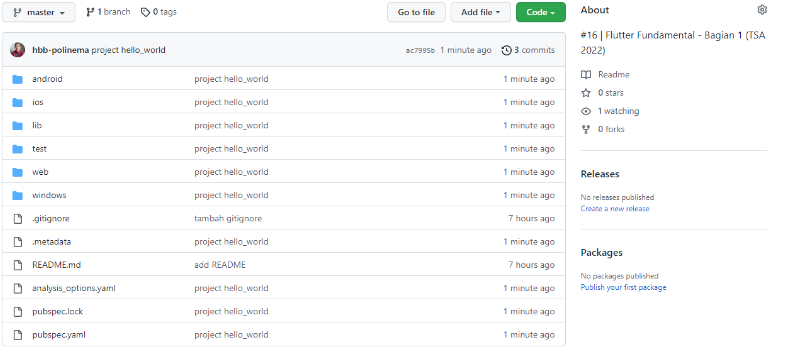 master 1 branch 0 tags Go to file Add file Code
hbb-polinema project hello_world ac7995b 1 minute ago 3 commits
android project hello_world 1 minute ago
ios project hello_world 1 minute ago
lib project hello_world 1 minute ago
test project hello_world 1 minute ago
web project hello_world 1 minute ago
windows project hello_world 1 minute ago
.gitignore tambah gitignore 7 hours ago
.metadata project hello_world 1 minute ago
README.md add README 7 hours ago
analysis_options.yaml project hello_world 1 minute ago
pubspec.lock project hello_world 1 minute ago
pubspec.yaml project hello_world 1 minute ago
About
#16 | Flutter Fundamental - Bagian 1 (TSA
2022)
Readme
0 stars
1 watching
0 forks
Releases
No releases published
Create a new release
Packages
No packages published
Publish your first package